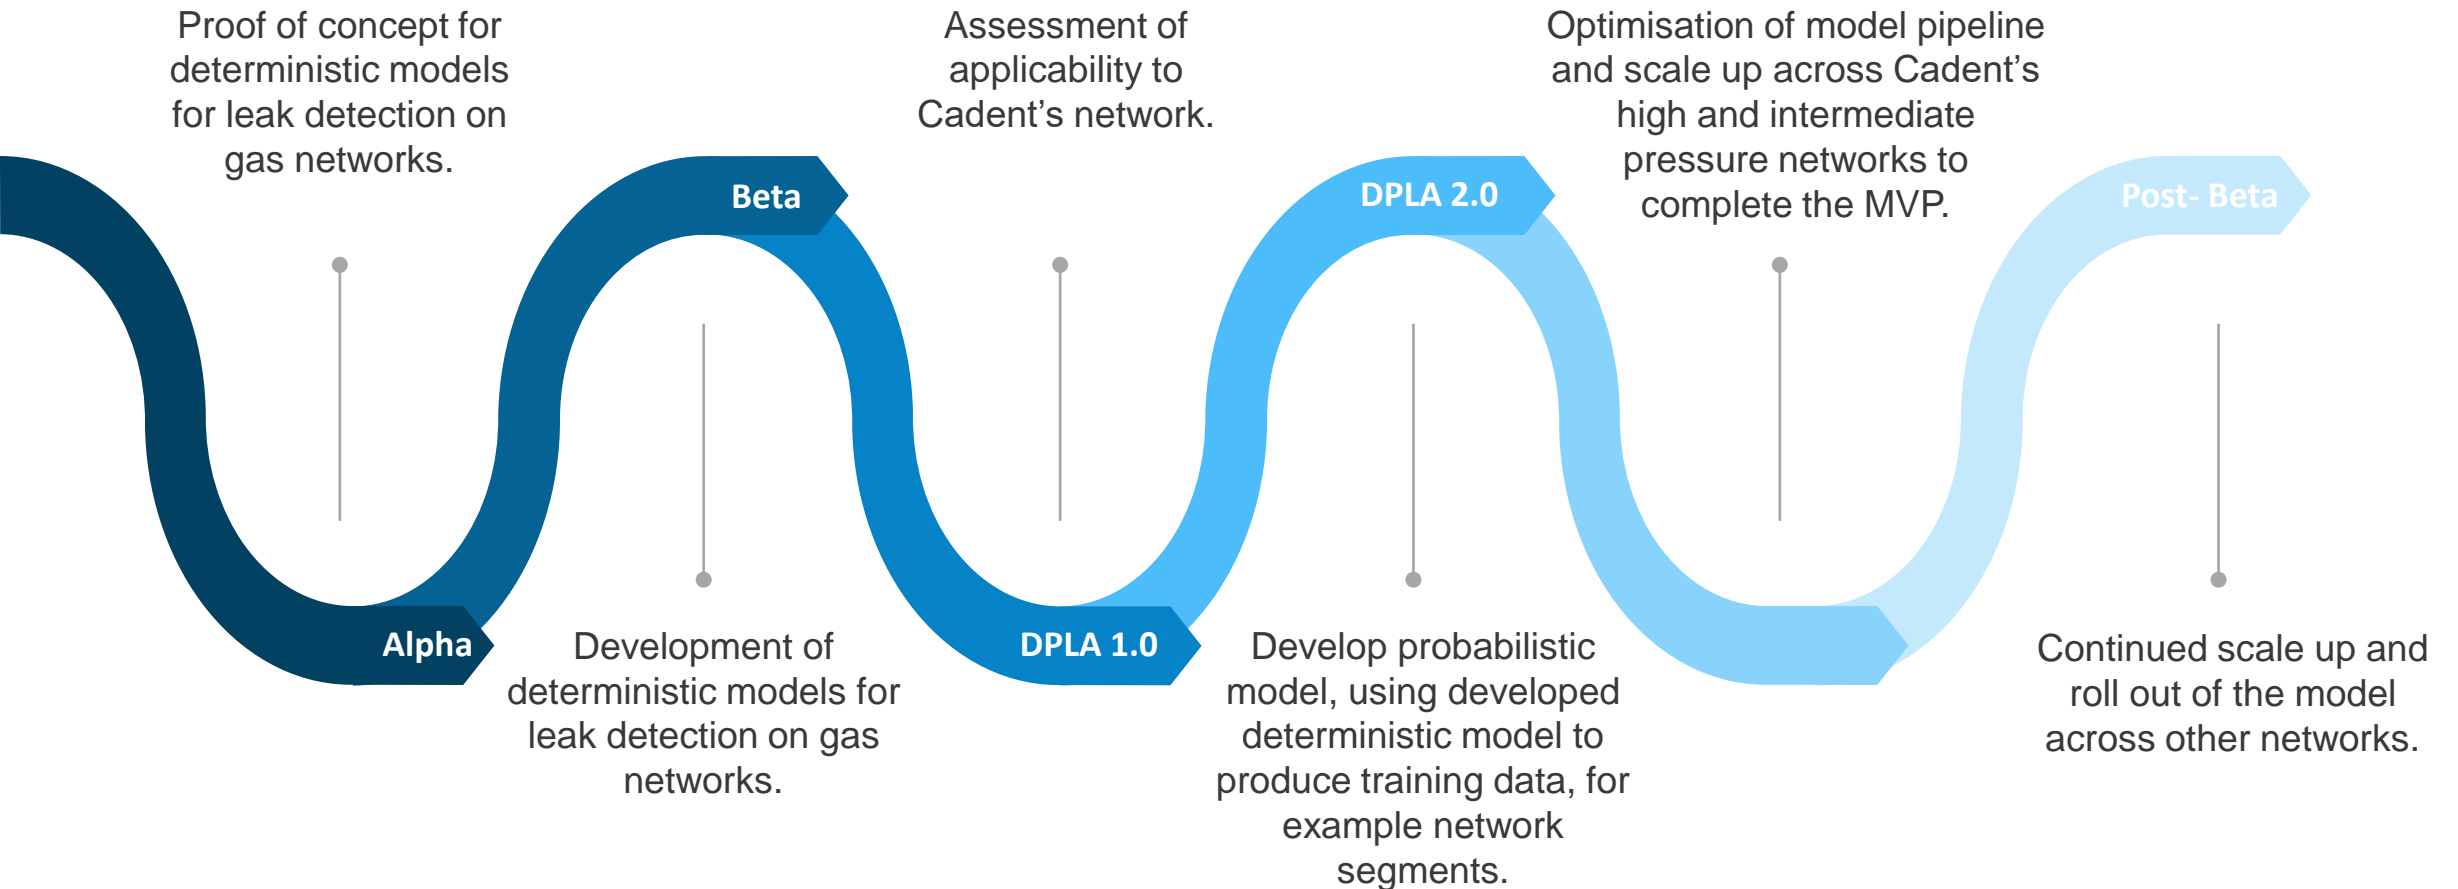 Proof of concept for
deterministic models
for leak detection on
gas networks.
Alpha
Beta
Development of
deterministic models for
leak detection on gas
networks.
Assessment of
applicability to
Cadent’s network.
DPLA 1.0
DPLA 2.0
Develop probabilistic
model, using developed
deterministic model to
produce training data, for
example network
segments.
Optimisation of model pipeline
and scale up across Cadent’s
high and intermediate
pressure networks to
complete the MVP.
Post- Beta
Continued scale up and
roll out of the model
across other networks.